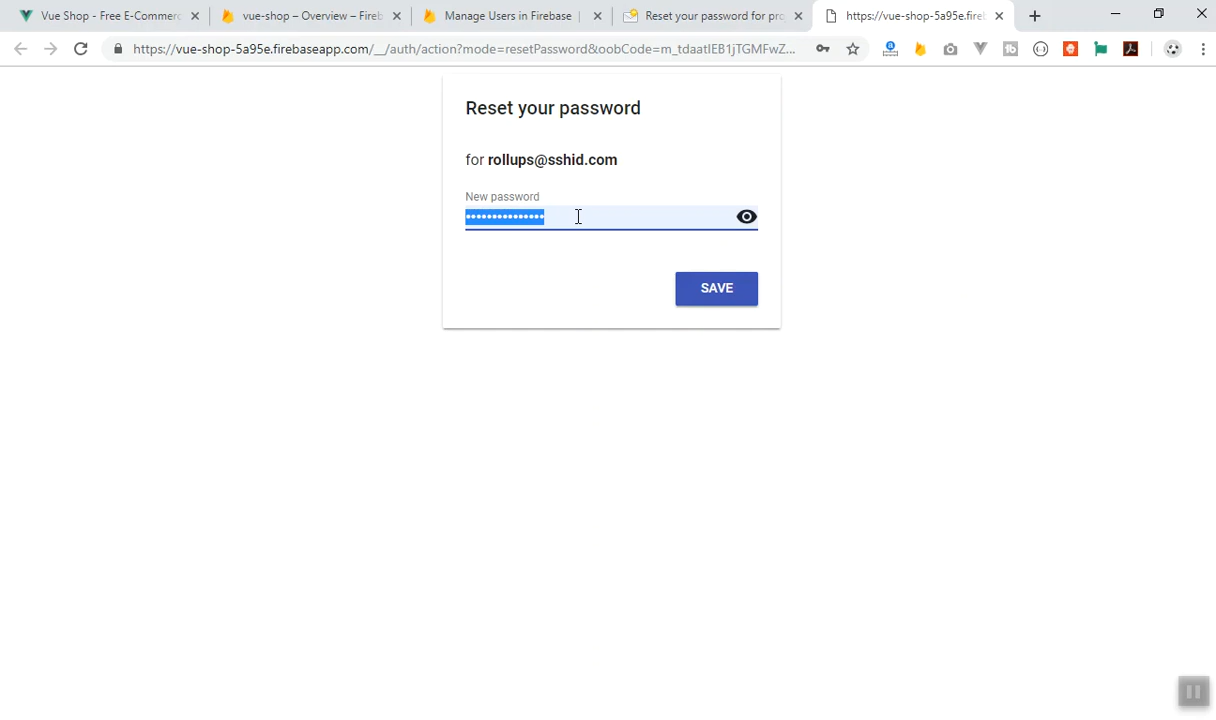 Vue Shop - Free E-Commerc
vue-shop – Overview – Fireb
Manage Users in Firebase
Reset your password for pro
https://vue-shop-5a95e.fireb
https://vue-shop-5a95e.firebaseapp.com/__/auth/action?mode=resetPassword&oobCode=m_tdaatIEB1jTGMFwZ...
Reset your password
for rollups@sshid.com
New password
•••••••••••••••
SAVE